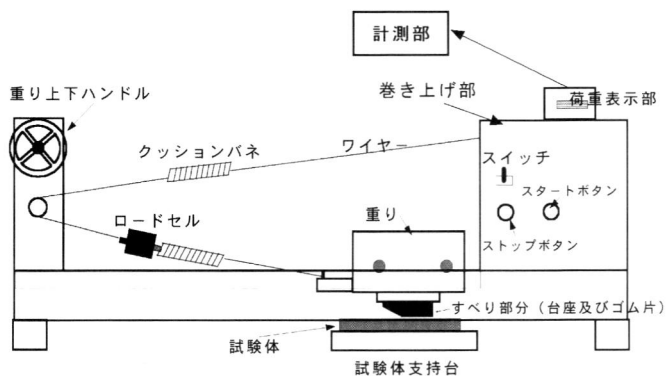 計測部
重り上下ハンドル
巻き上げ部
荷重表示部
クッションバネ
ワイヤー
スイッチ
スタートボタン
ロードセル
重り
ストップボタン
すべり部分（台座及びゴム片）
試験体
試験体支持台